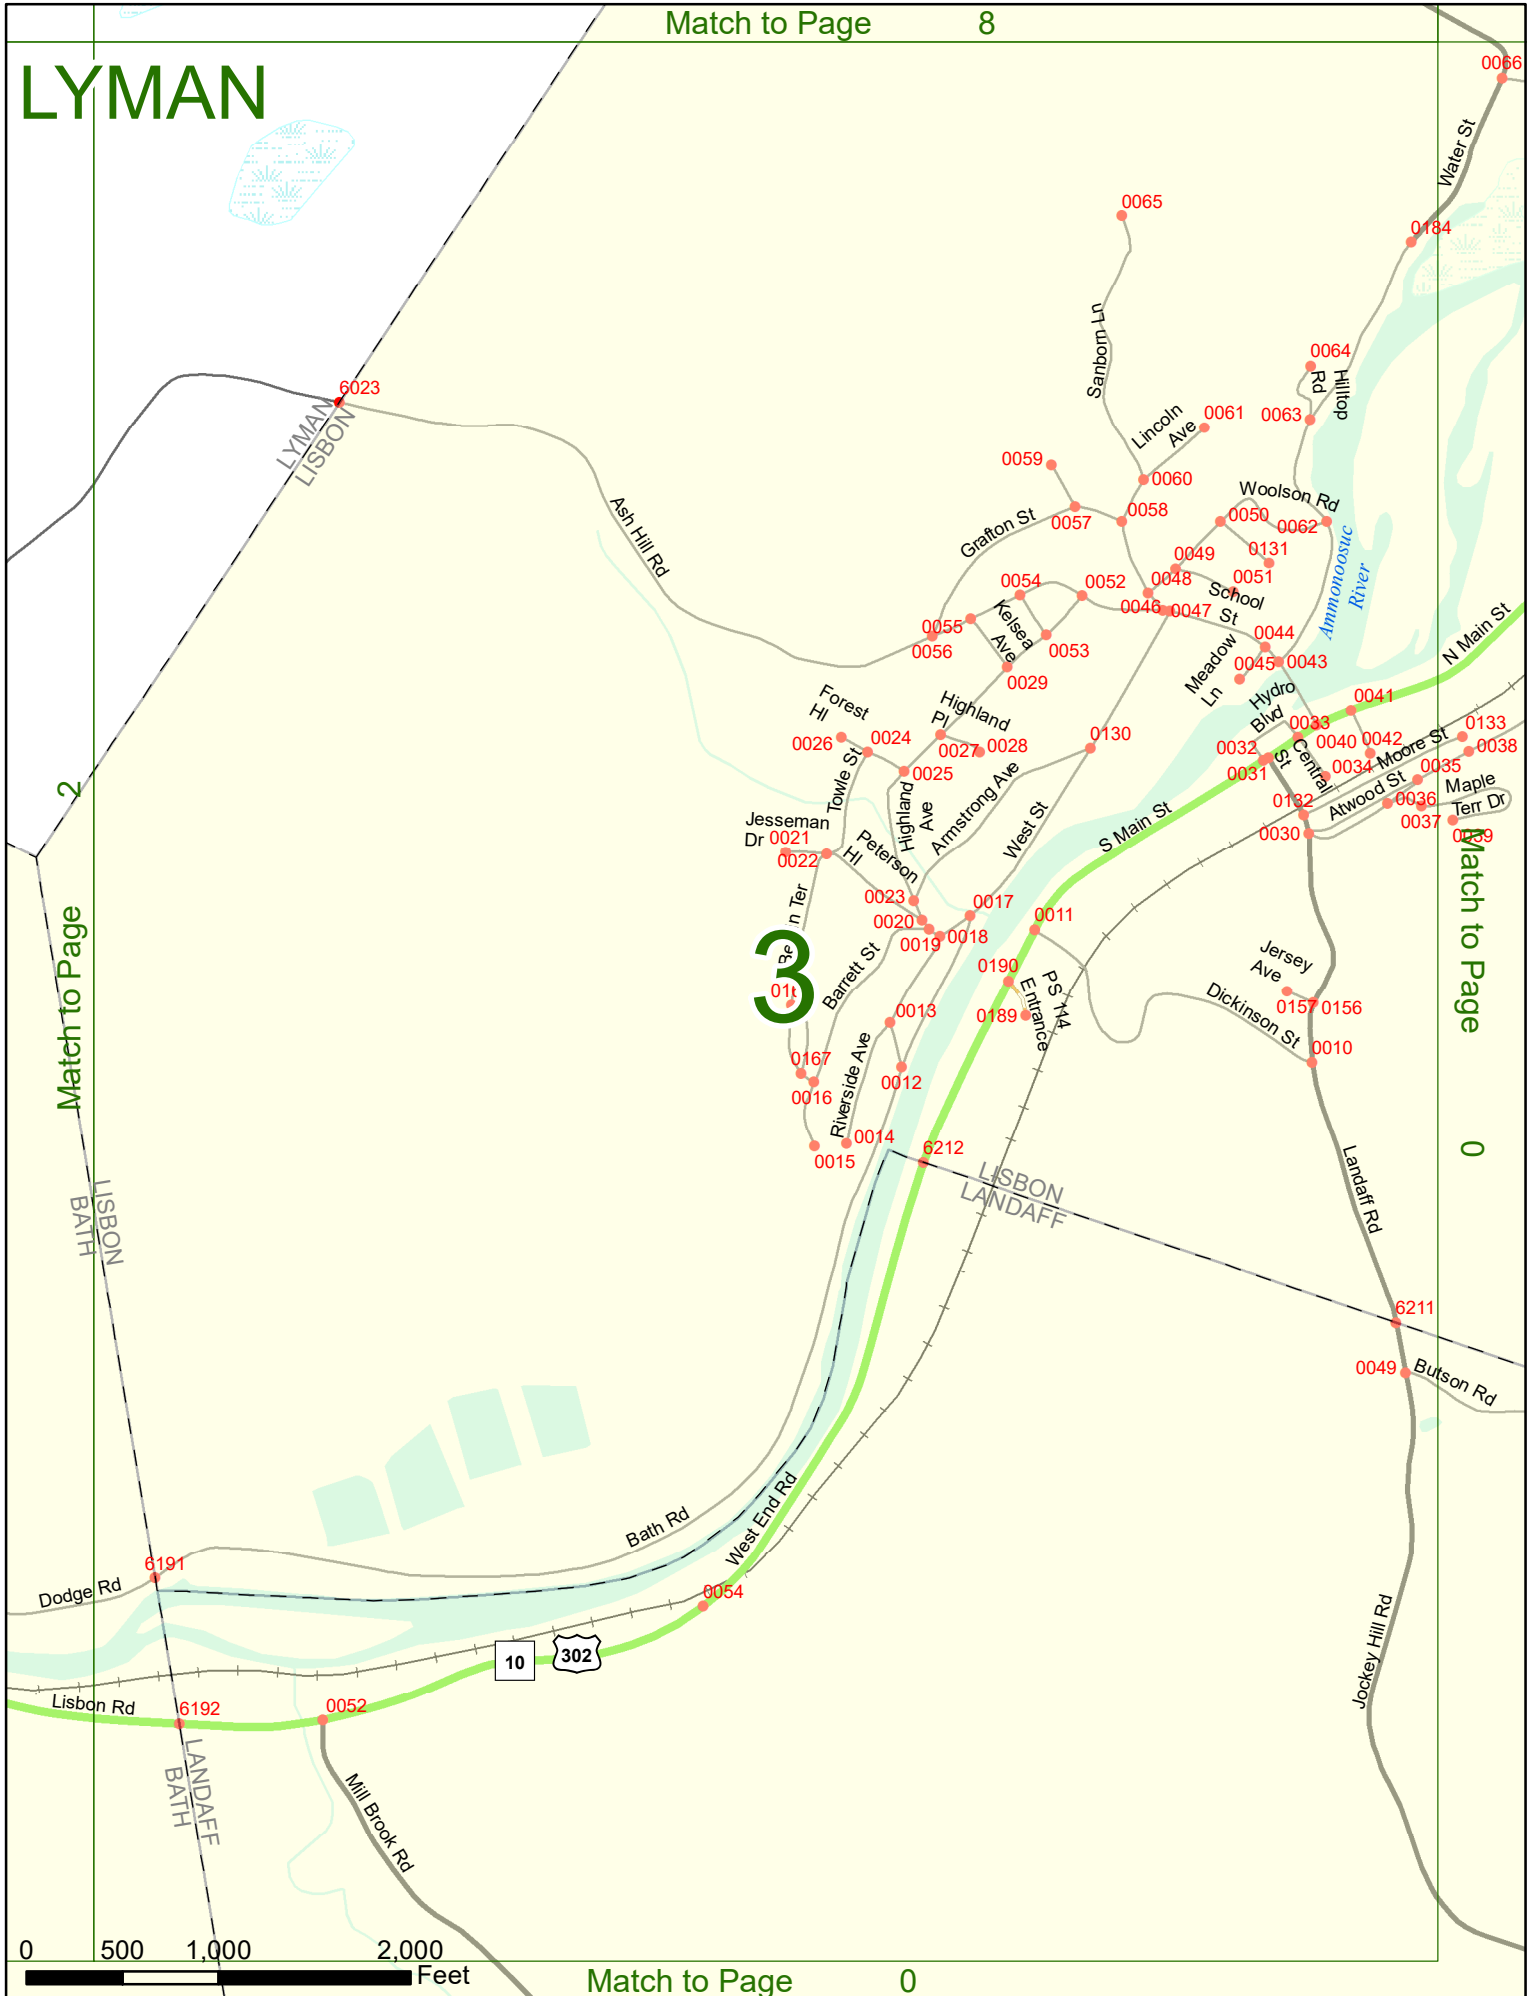 Match to Page 8
LYMAN
0066
Water St
0184
0065
Sanborn Ln
0064
Hilltop
Rd
0063
6023
LYMAN
LISBON
Lincoln
Ave
0061
0059
0060
Woolson Rd
0058
0057
0050
0062
Grafton St
Ash Hill Rd
0049
0131
Ammonoosuc
River
0054
0052
0048
0051
School
St
0046
0047
Kelsea
Ave
0055
0056
0053
0044
0043
Meadow
Ln
0045
N Main St
0029
Forest
Hl
Highland
Pl
Hydro
Blvd
0041
0026
0024
0027
0028
0130
0033
0040
0042
0133
0038
Moore St
0032
0031
St
Central
0034
0035
0025
Towle St
Highland
Ave
Armstrong Ave
Atwood St
0036
Maple
Terr Dr
0037
0039
0132
0030
Jesseman
Dr
0021
0022
Peterson
Hl
West St
S Main St
2
Match to Page
0023
0017
0020
0019
0018
0011
Barrett St
3
0190
PS 114
Entrance
0189
Jersey
Ave
0157
0156
Dickinson St
0010
Match to Page
0
0013
0167
0016
Riverside Ave
0012
0014
0015
6212
LISBON
LANDAFF
Landaff Rd
LISBON
BATH
6211
0049
Butson Rd
Bath Rd
West End Rd
6191
Dodge Rd
0054
10
302
Lisbon Rd
6192
0052
LANDAFF
BATH
Mill Brook Rd
Jockey Hill Rd
0 500 1,000 2,000
Feet
Match to Page 0